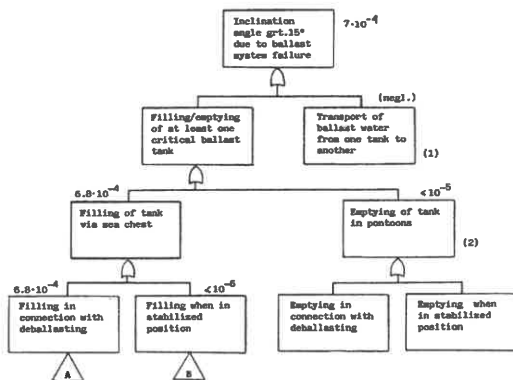 Inclination
angle grt.15°
due to ballast
system failure
7·10⁻⁴
Filling/emptying
of at least one
critical ballast
tank
(negl.)
Transport of
ballast water
from one tank to
another
(1)
6.8·10⁻⁴
Filling of tank
via sea chest
<10⁻⁵
Emptying of tank
in pontoons
(2)
6.8·10⁻⁴
Filling in
connection with
deballasting
A
Filling when in
stabilized
position
B
Emptying in
connection with
deballasting
Emptying when
in stabilized
position